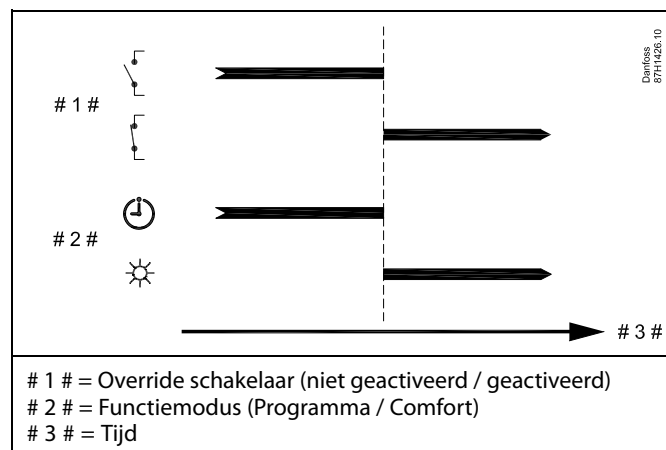 Danfoss
87H1426.10
# 1 #
# 2 #
# 3 #
# 1 # = Override schakelaar (niet geactiveerd / geactiveerd)
# 2 # = Functiemodus (Programma / Comfort)
# 3 # = Tijd